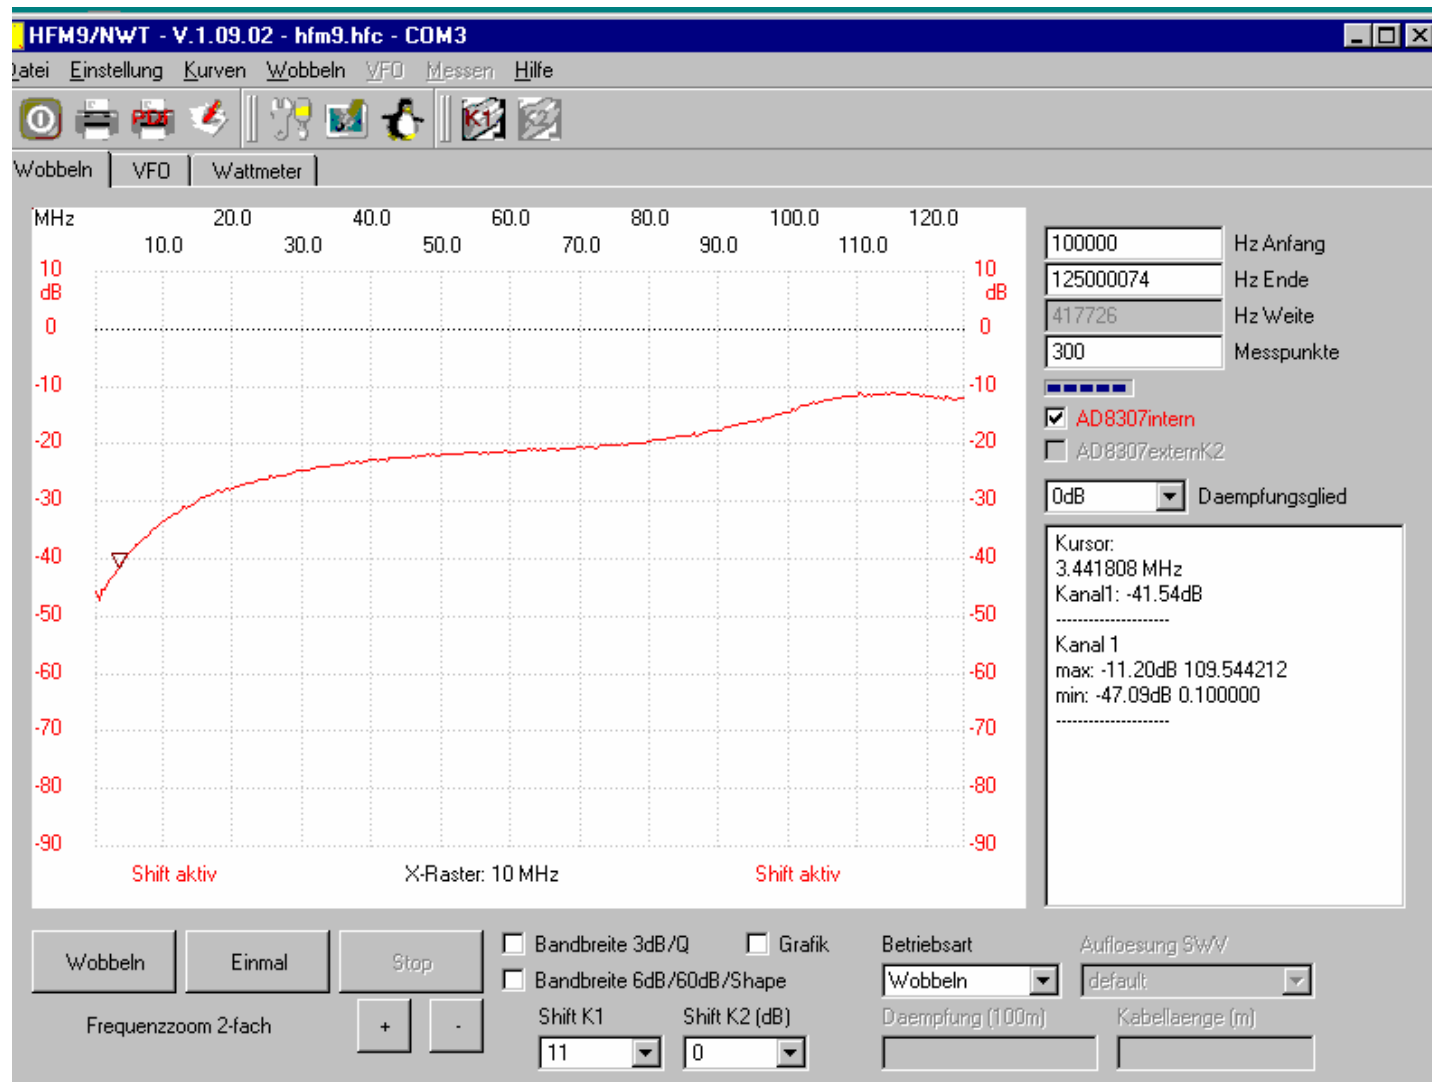 HFM9/NWT - V.1.09.02 - hfm9.hfc - COM3
Datei Einstellung Kurven Wobbeln VFO Messen Hilfe
PDF K1 K2
Wobbeln VFO Wattmeter
MHz 20.0 40.0 60.0 80.0 100.0 120.0
10.0 30.0 50.0 70.0 90.0 110.0
10 10
dB dB
0 0
-10 -10
-20 -20
-30 -30
-40 -40
-50 -50
-60 -60
-70 -70
-80 -80
-90 -90
Shift aktiv X-Raster: 10 MHz Shift aktiv
100000 Hz Anfang
125000074 Hz Ende
417726 Hz Weite
300 Messpunkte
AD8307intern
AD8307externK2
0dB Daempfungsglied
Kursor:
3.441808 MHz
Kanal1: -41.54dB
---------------------
Kanal 1
max: -11.20dB 109.544212
min: -47.09dB 0.100000
---------------------
Wobbeln Einmal Stop
Frequenzzoom 2-fach + -
Bandbreite 3dB/Q Grafik
Bandbreite 6dB/60dB/Shape
Shift K1 Shift K2 (dB)
11 0
Betriebsart Aufloesung SWV
Wobbeln default
Daempfung (100m) Kabellaenge (m)